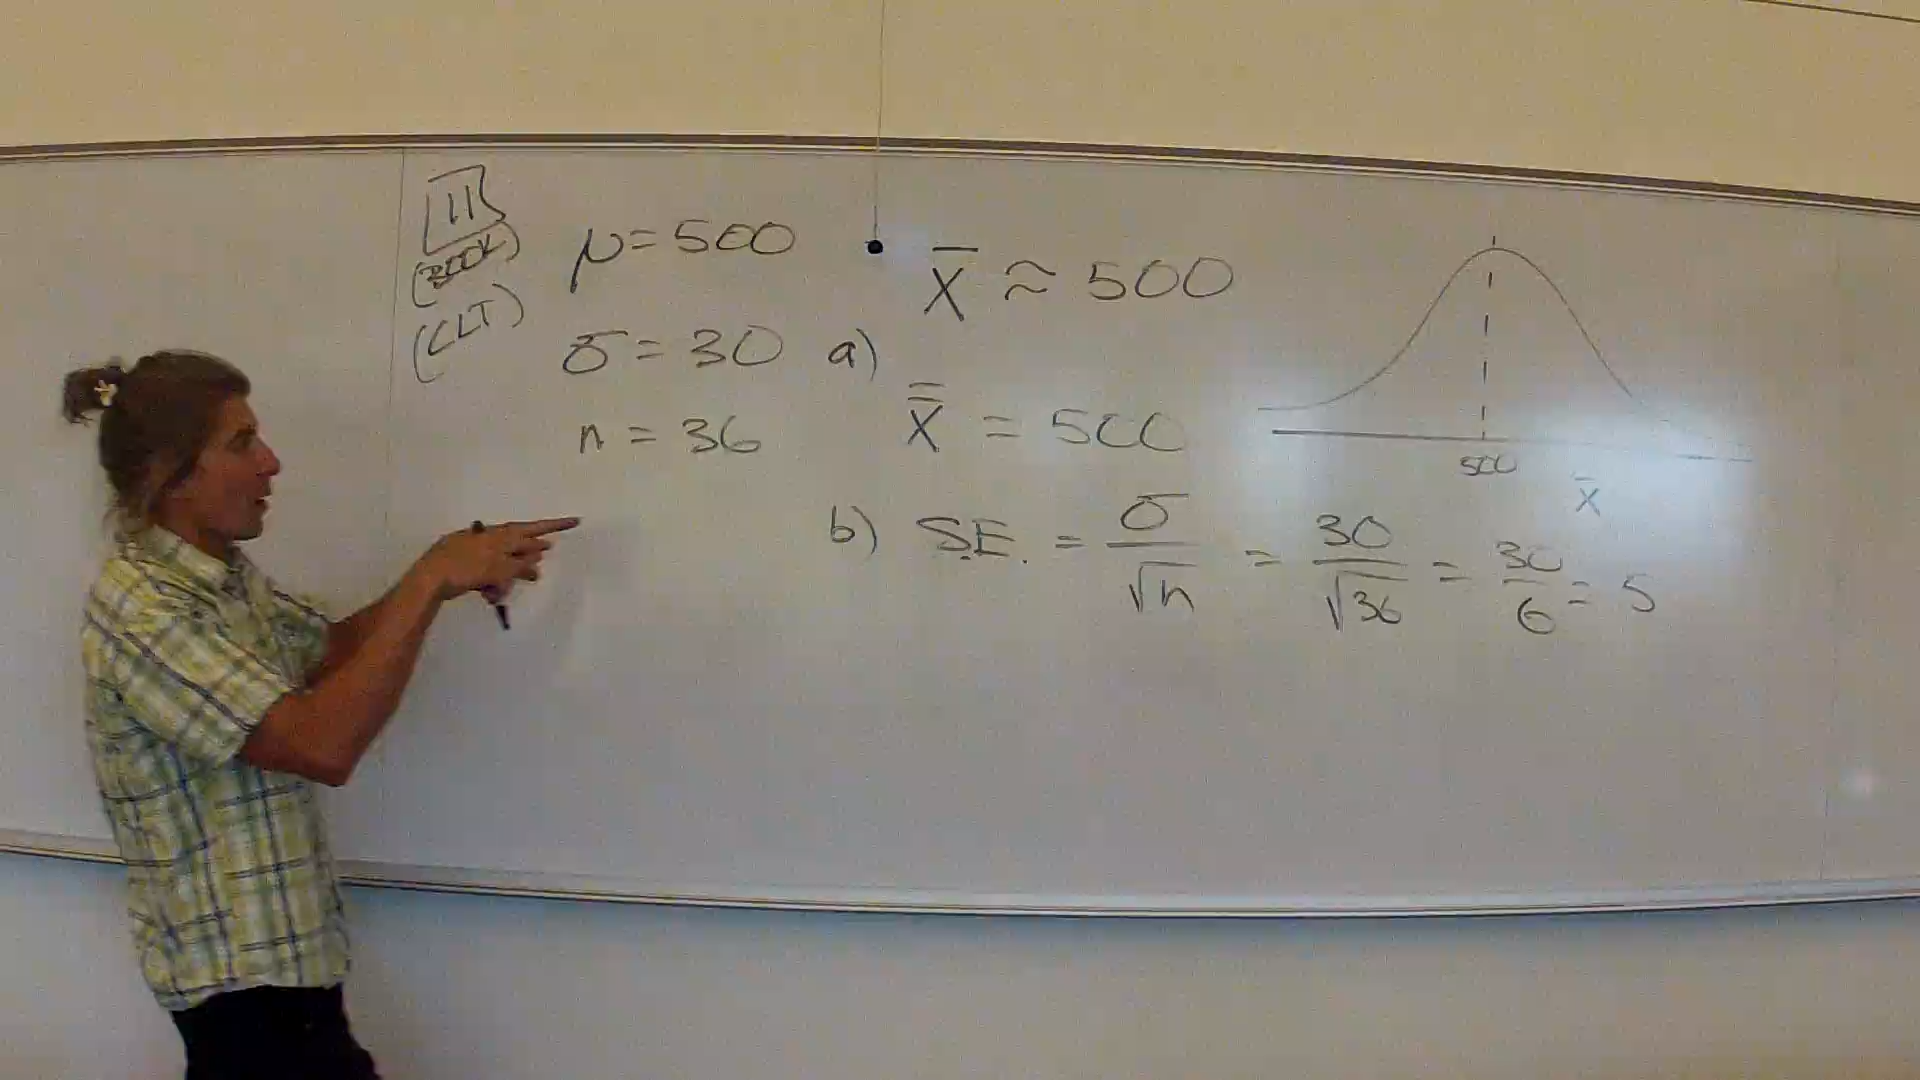 11
(BOOK)
(CLT)
μ = 500
σ = 30
n = 36
X̄ ≈ 500
a)
X̿ = 500
500
X̄
b) S.E. = σ/√n = 30/√36 = 30/6 = 5